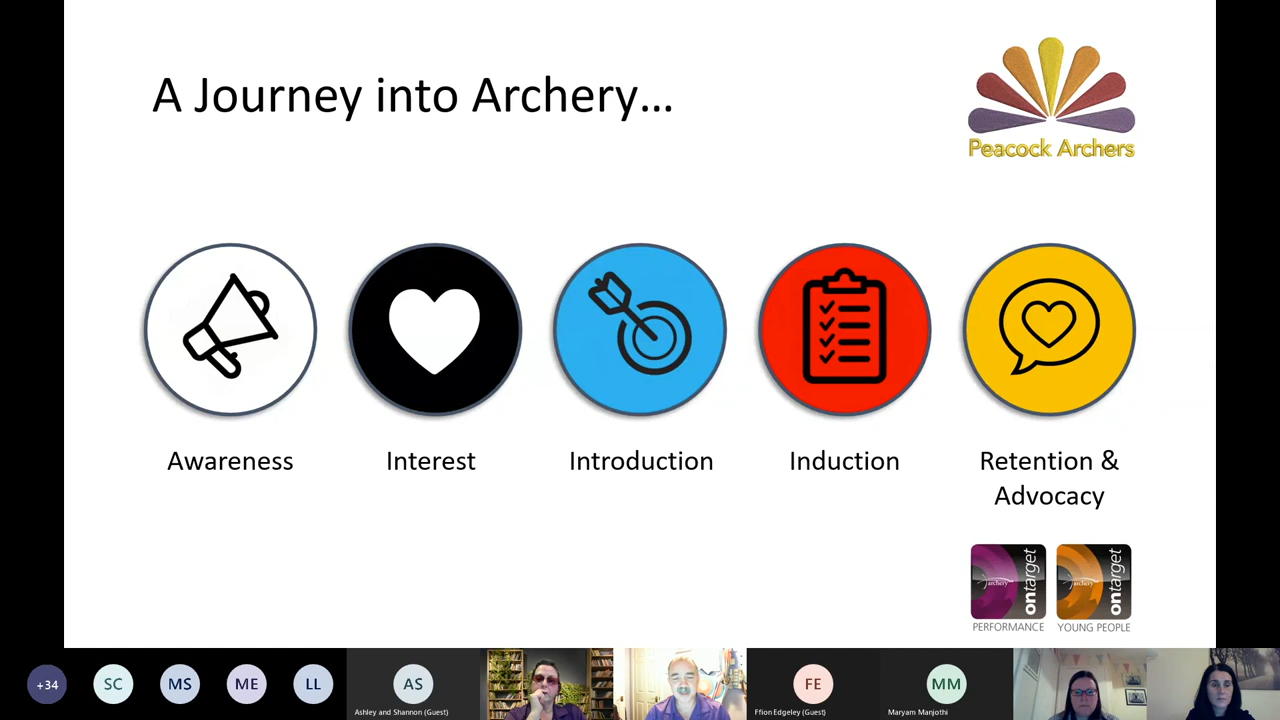 A Journey into Archery...
Peacock Archers
Awareness
Interest
Introduction
Induction
Retention &
Advocacy
archery
ontarget
archery
ontarget
PERFORMANCE
YOUNG PEOPLE
+34
SC
MS
ME
LL
AS
Ashley and Shannon (Guest)
FE
Ffion Edgeley (Guest)
MM
Maryam Manjothi